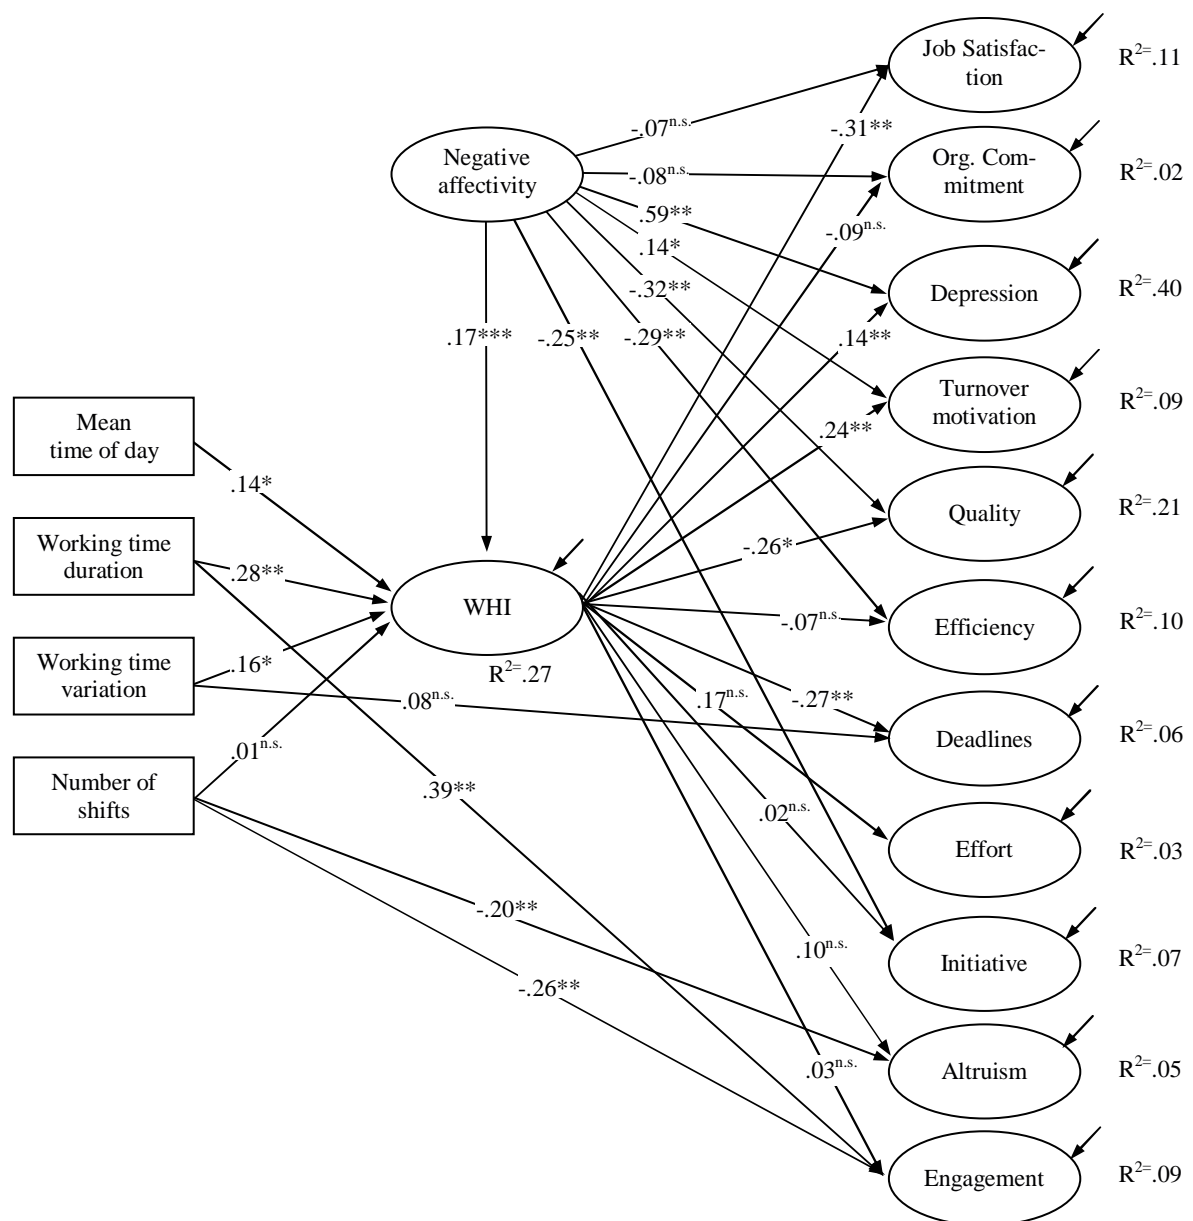 Job Satisfac-
tion
R²⁼.11
-.07ⁿ·ˢ·
-.31**
Negative
affectivity
Org. Com-
mitment
R²⁼.02
-.08ⁿ·ˢ·
.59**
-.09ⁿ·ˢ·
.14*
-.32**
Depression
R²⁼.40
.17***
-.25**
-.29**
.14**
Turnover
motivation
R²⁼.09
Mean
time of day
.24**
.14*
Quality
R²⁼.21
Working time
duration
.28**
-.26*
WHI
R²⁼.27
-.07ⁿ·ˢ·
Efficiency
R²⁼.10
Working time
variation
.16*
.08ⁿ·ˢ·
.17ⁿ·ˢ·
-.27**
Deadlines
R²⁼.06
.01ⁿ·ˢ·
Number of
shifts
.39**
.02ⁿ·ˢ·
Effort
R²⁼.03
-.20**
.10ⁿ·ˢ·
Initiative
R²⁼.07
-.26**
.03ⁿ·ˢ·
Altruism
R²⁼.05
Engagement
R²⁼.09